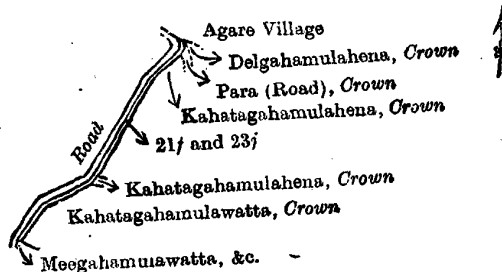 Agare Village
Delgahamulahena, Crown
Para (Road), Crown
Kahatagahamulahena, Crown
Road
21f and 23j
Kahatagahamulahena, Crown
Kahatagahamulawatta, Crown
Meegahamulawatta, &c.